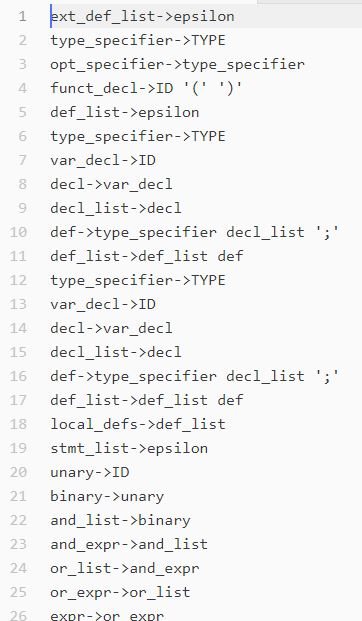 1 ext_def_list->epsilon
2 type_specifier->TYPE
3 opt_specifier->type_specifier
4 funct_decl->ID '(' ')'
5 def_list->epsilon
6 type_specifier->TYPE
7 var_decl->ID
8 decl->var_decl
9 decl_list->decl
10 def->type_specifier decl_list ';'
11 def_list->def_list def
12 type_specifier->TYPE
13 var_decl->ID
14 decl->var_decl
15 decl_list->decl
16 def->type_specifier decl_list ';'
17 def_list->def_list def
18 local_defs->def_list
19 stmt_list->epsilon
20 unary->ID
21 binary->unary
22 and_list->binary
23 and_expr->and_list
24 or_list->and_expr
25 or_expr->or_list
26 expr->or_expr